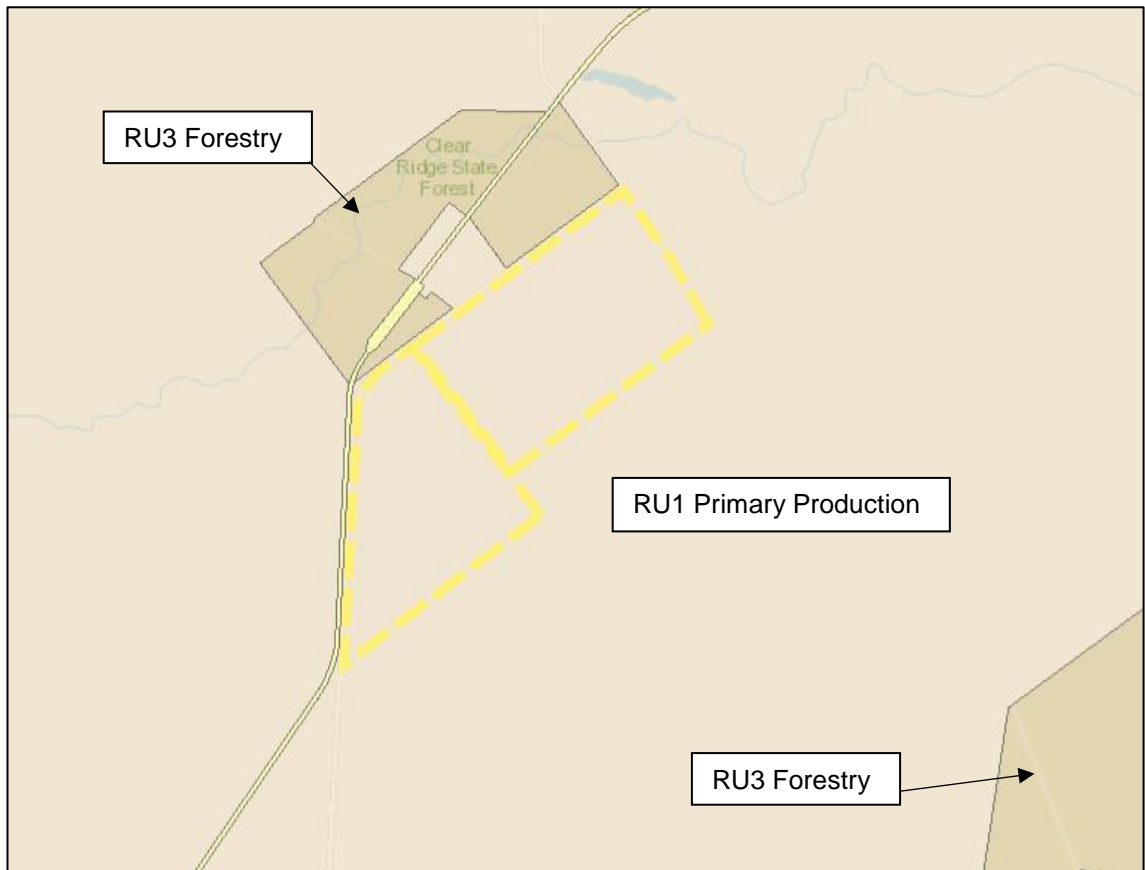 RU3 Forestry
Clear
Ridge State
Forest
RU1 Primary Production
RU3 Forestry